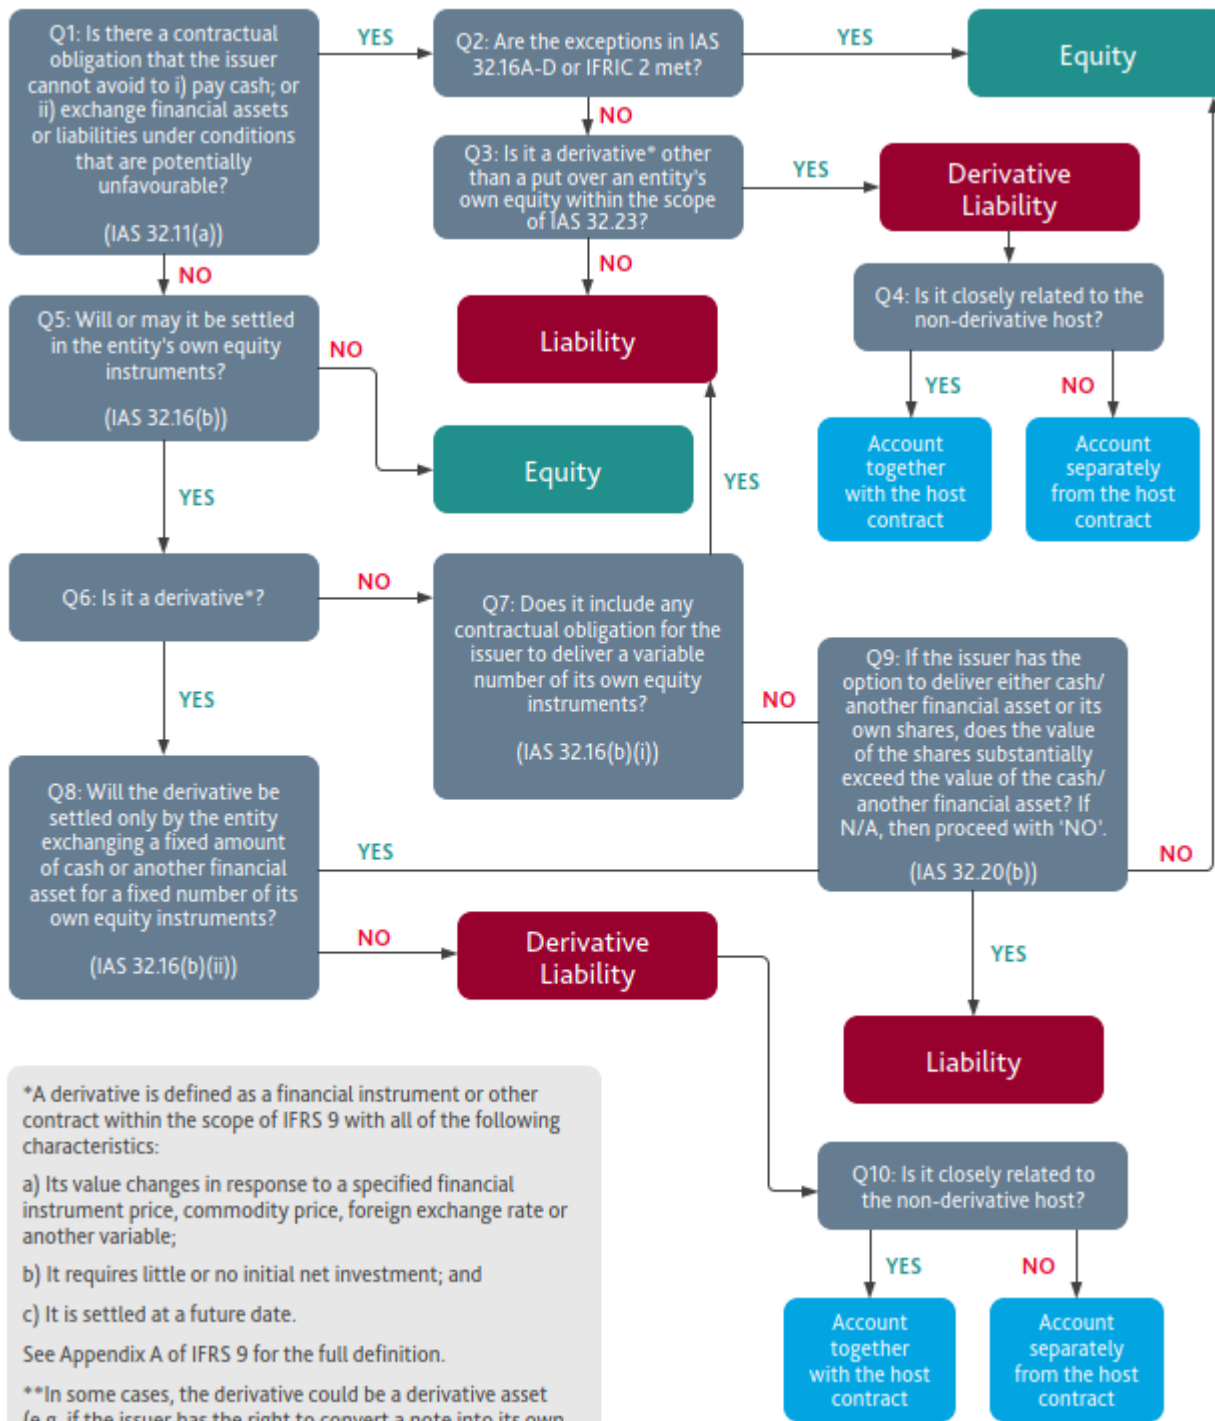 Q1: Is there a contractual
obligation that the issuer
cannot avoid to i) pay cash; or
ii) exchange financial assets
or liabilities under conditions
that are potentially
unfavourable?
(IAS 32.11(a))
YES
Q2: Are the exceptions in IAS
32.16A-D or IFRIC 2 met?
YES
Equity
NO
Q3: Is it a derivative* other
than a put over an entity's
own equity within the scope
of IAS 32.23?
YES
Derivative
Liability
NO
NO
Q5: Will or may it be settled
in the entity's own equity
instruments?
(IAS 32.16(b))
NO
Liability
Q4: Is it closely related to the
non-derivative host?
YES
NO
Account
together
with the host
contract
Account
separately
from the host
contract
Equity
YES
YES
Q6: Is it a derivative*?
NO
Q7: Does it include any
contractual obligation for the
issuer to deliver a variable
number of its own equity
instruments?
(IAS 32.16(b)(i))
NO
Q9: If the issuer has the
option to deliver either cash/
another financial asset or its
own shares, does the value
of the shares substantially
exceed the value of the cash/
another financial asset? If
N/A, then proceed with 'NO'.
(IAS 32.20(b))
NO
YES
Q8: Will the derivative be
settled only by the entity
exchanging a fixed amount
of cash or another financial
asset for a fixed number of its
own equity instruments?
(IAS 32.16(b)(ii))
YES
NO
Derivative
Liability
YES
Liability
Q10: Is it closely related to
the non-derivative host?
YES
NO
Account
together
with the host
contract
Account
separately
from the host
contract
*A derivative is defined as a financial instrument or other
contract within the scope of IFRS 9 with all of the following
characteristics:
a) Its value changes in response to a specified financial
instrument price, commodity price, foreign exchange rate or
another variable;
b) It requires little or no initial net investment; and
c) It is settled at a future date.
See Appendix A of IFRS 9 for the full definition.
**In some cases, the derivative could be a derivative asset
(e.g. if the issuer has the right to convert a note into its own